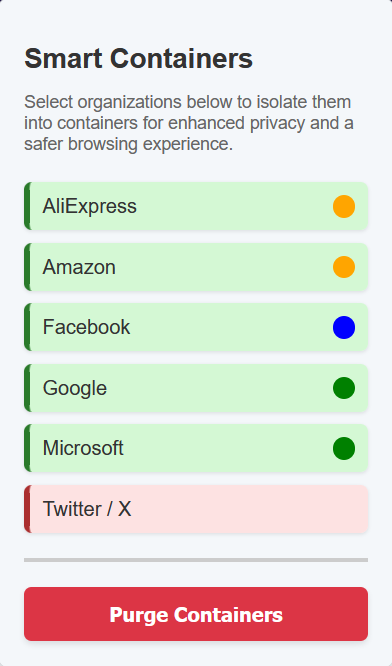 Smart Containers
Select organizations below to isolate them
into containers for enhanced privacy and a
safer browsing experience.
AliExpress
Amazon
Facebook
Google
Microsoft
Twitter / X
Purge Containers